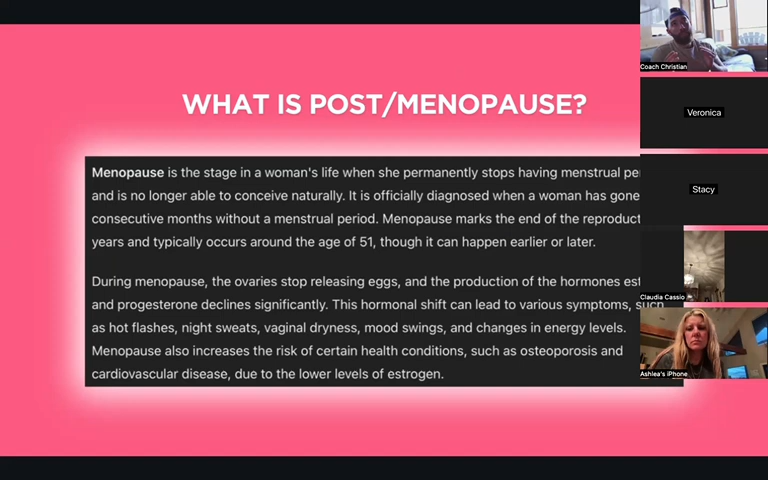 WHAT IS POST/MENOPAUSE?
Menopause is the stage in a woman's life when she permanently stops having menstrual
and is no longer able to conceive naturally. It is officially diagnosed when a woman has gone
consecutive months without a menstrual period. Menopause marks the end of the
years and typically occurs around the age of 51, though it can happen earlier or later.
During menopause, the ovaries stop releasing eggs, and the production of the hormones
and progesterone declines significantly. This hormonal shift can lead to various symptoms, such
as hot flashes, night sweats, vaginal dryness, mood swings, and changes in energy levels.
Menopause also increases the risk of certain health conditions, such as osteoporosis and
cardiovascular disease, due to the lower levels of estrogen.
Coach Christian
Veronica
Stacy
Claudia Cassio
Ashlea's iPhone